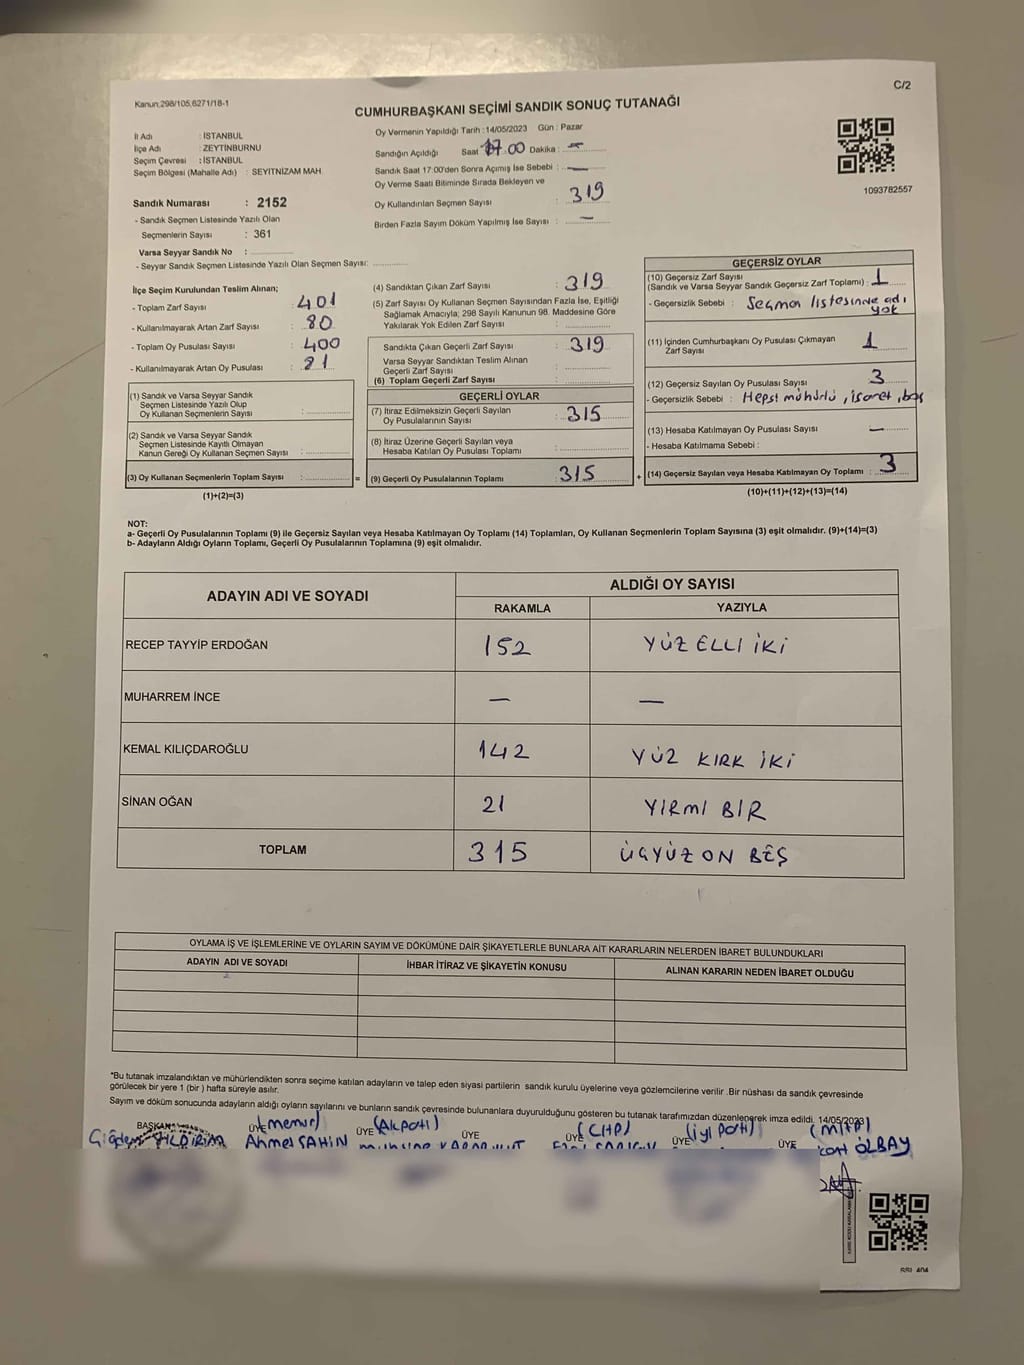 Kanun:298/105,6271/18-1
C/2
CUMHURBAŞKANI SEÇİMİ SANDIK SONUÇ TUTANAĞI
İl Adı : İSTANBUL
İlçe Adı : ZEYTİNBURNU
Seçim Çevresi : İSTANBUL
Seçim Bölgesi (Mahalle Adı) : SEYITNİZAM MAH.
Sandık Numarası : 2152
- Sandık Seçmen Listesinde Yazılı Olan
Seçmenlerin Sayısı : 361
Varsa Seyyar Sandık No :
- Seyyar Sandık Seçmen Listesinde Yazılı Olan Seçmen Sayısı:
Oy Vermenin Yapıldığı Tarih : 14/05/2023 Gün : Pazar
Sandığın Açıldığı Saat 17.00 Dakika : —
Sandık Saat 17:00'den Sonra Açımış İse Sebebi : —
Oy Verme Saati Bitiminde Sırada Bekleyen ve
Oy Kullandırılan Seçmen Sayısı : 319
Birden Fazla Sayım Döküm Yapılmış İse Sayısı : —
1093782557
İlçe Seçim Kurulundan Teslim Alınan;
- Toplam Zarf Sayısı : 401
- Kullanılmayarak Artan Zarf Sayısı : 80
- Toplam Oy Pusulası Sayısı : 400
- Kullanılmayarak Artan Oy Pusulası : 81
(1) Sandık ve Varsa Seyyar Sandık
Seçmen Listesinde Yazılı Olup
Oy Kullanan Seçmenlerin Sayısı :
(2) Sandık ve Varsa Seyyar Sandık
Seçmen Listesinde Kayıtlı Olmayan
Kanun Gereği Oy Kullanan Seçmen Sayısı :
(3) Oy Kullanan Seçmenlerin Toplam Sayısı : =
(1)+(2)=(3)
(4) Sandıktan Çıkan Zarf Sayısı : 319
(5) Zarf Sayısı Oy Kullanan Seçmen Sayısından Fazla İse, Eşitliği
Sağlamak Amacıyla; 298 Sayılı Kanunun 98. Maddesine Göre
Yakılarak Yok Edilen Zarf Sayısı :
Sandıkta Çıkan Geçerli Zarf Sayısı : 319
Varsa Seyyar Sandıktan Teslim Alınan
Geçerli Zarf Sayısı :
(6) Toplam Geçerli Zarf Sayısı :
GEÇERLİ OYLAR
(7) İtiraz Edilmeksizin Geçerli Sayılan
Oy Pusulalarının Sayısı : 315
(8) İtiraz Üzerine Geçerli Sayılan veya
Hesaba Katılan Oy Pusulası Toplamı :
(9) Geçerli Oy Pusulalarının Toplamı : 315 +
GEÇERSİZ OYLAR
(10) Geçersiz Zarf Sayısı
(Sandık ve Varsa Seyyar Sandık Geçersiz Zarf Toplamı) : 1
- Geçersizlik Sebebi : Seçmen listesinde adı
yok
(11) İçinden Cumhurbaşkanı Oy Pusulası Çıkmayan
Zarf Sayısı : 1
(12) Geçersiz Sayılan Oy Pusulası Sayısı : 3
- Geçersizlik Sebebi : Hepsi mühürlü, işaret, boş
(13) Hesaba Katılmayan Oy Pusulası Sayısı : —
- Hesaba Katılmama Sebebi :
(14) Geçersiz Sayılan veya Hesaba Katılmayan Oy Toplamı : 3
(10)+(11)+(12)+(13)=(14)
NOT:
a- Geçerli Oy Pusulalarının Toplamı (9) ile Geçersiz Sayılan veya Hesaba Katılmayan Oy Toplamı (14) Toplamları, Oy Kullanan Seçmenlerin Toplam Sayısına (3) eşit olmalıdır. (9)+(14)=(3)
b- Adayların Aldığı Oyların Toplamı, Geçerli Oy Pusulalarının Toplamına (9) eşit olmalıdır.
ADAYIN ADI VE SOYADI
ALDIĞI OY SAYISI
RAKAMLA YAZIYLA
RECEP TAYYİP ERDOĞAN 152 YÜZ ELLI İKİ
MUHARREM İNCE — —
KEMAL KILIÇDAROĞLU 142 YÜZ KIRK İKİ
SİNAN OĞAN 21 YİRMİ BİR
TOPLAM 315 ÜÇYÜZ ON BEŞ
OYLAMA İŞ VE İŞLEMLERİNE VE OYLARIN SAYIM VE DÖKÜMÜNE DAİR ŞİKAYETLERLE BUNLARA AİT KARARLARIN NELERDEN İBARET BULUNDUKLARI
ADAYIN ADI VE SOYADI İHBAR İTİRAZ VE ŞİKAYETİN KONUSU ALINAN KARARIN NEDEN İBARET OLDUĞU
"Bu tutanak imzalandıktan ve mühürlendikten sonra seçime katılan adayların ve talep eden siyasi partilerin sandık kurulu üyelerine veya gözlemcilerine verilir .Bir nüshası da sandık çevresinde
görülecek bir yere 1 (bir ) hafta süreyle asılır.
Sayım ve döküm sonucunda adayların aldığı oyların sayılarını ve bunların sandık çevresinde bulunanlara duyurulduğunu gösteren bu tutanak tarafımızdan düzenlenerek imza edildi. 14/05/2023
BAŞKAN ÜYE (memur) ÜYE (AKPARTİ) ÜYE ÜYE (CHP) ÜYE (iyi Parti) ÜYE (MHP)
Çiğdem YILDIRIM Ahmet ŞAHİN OLBAY